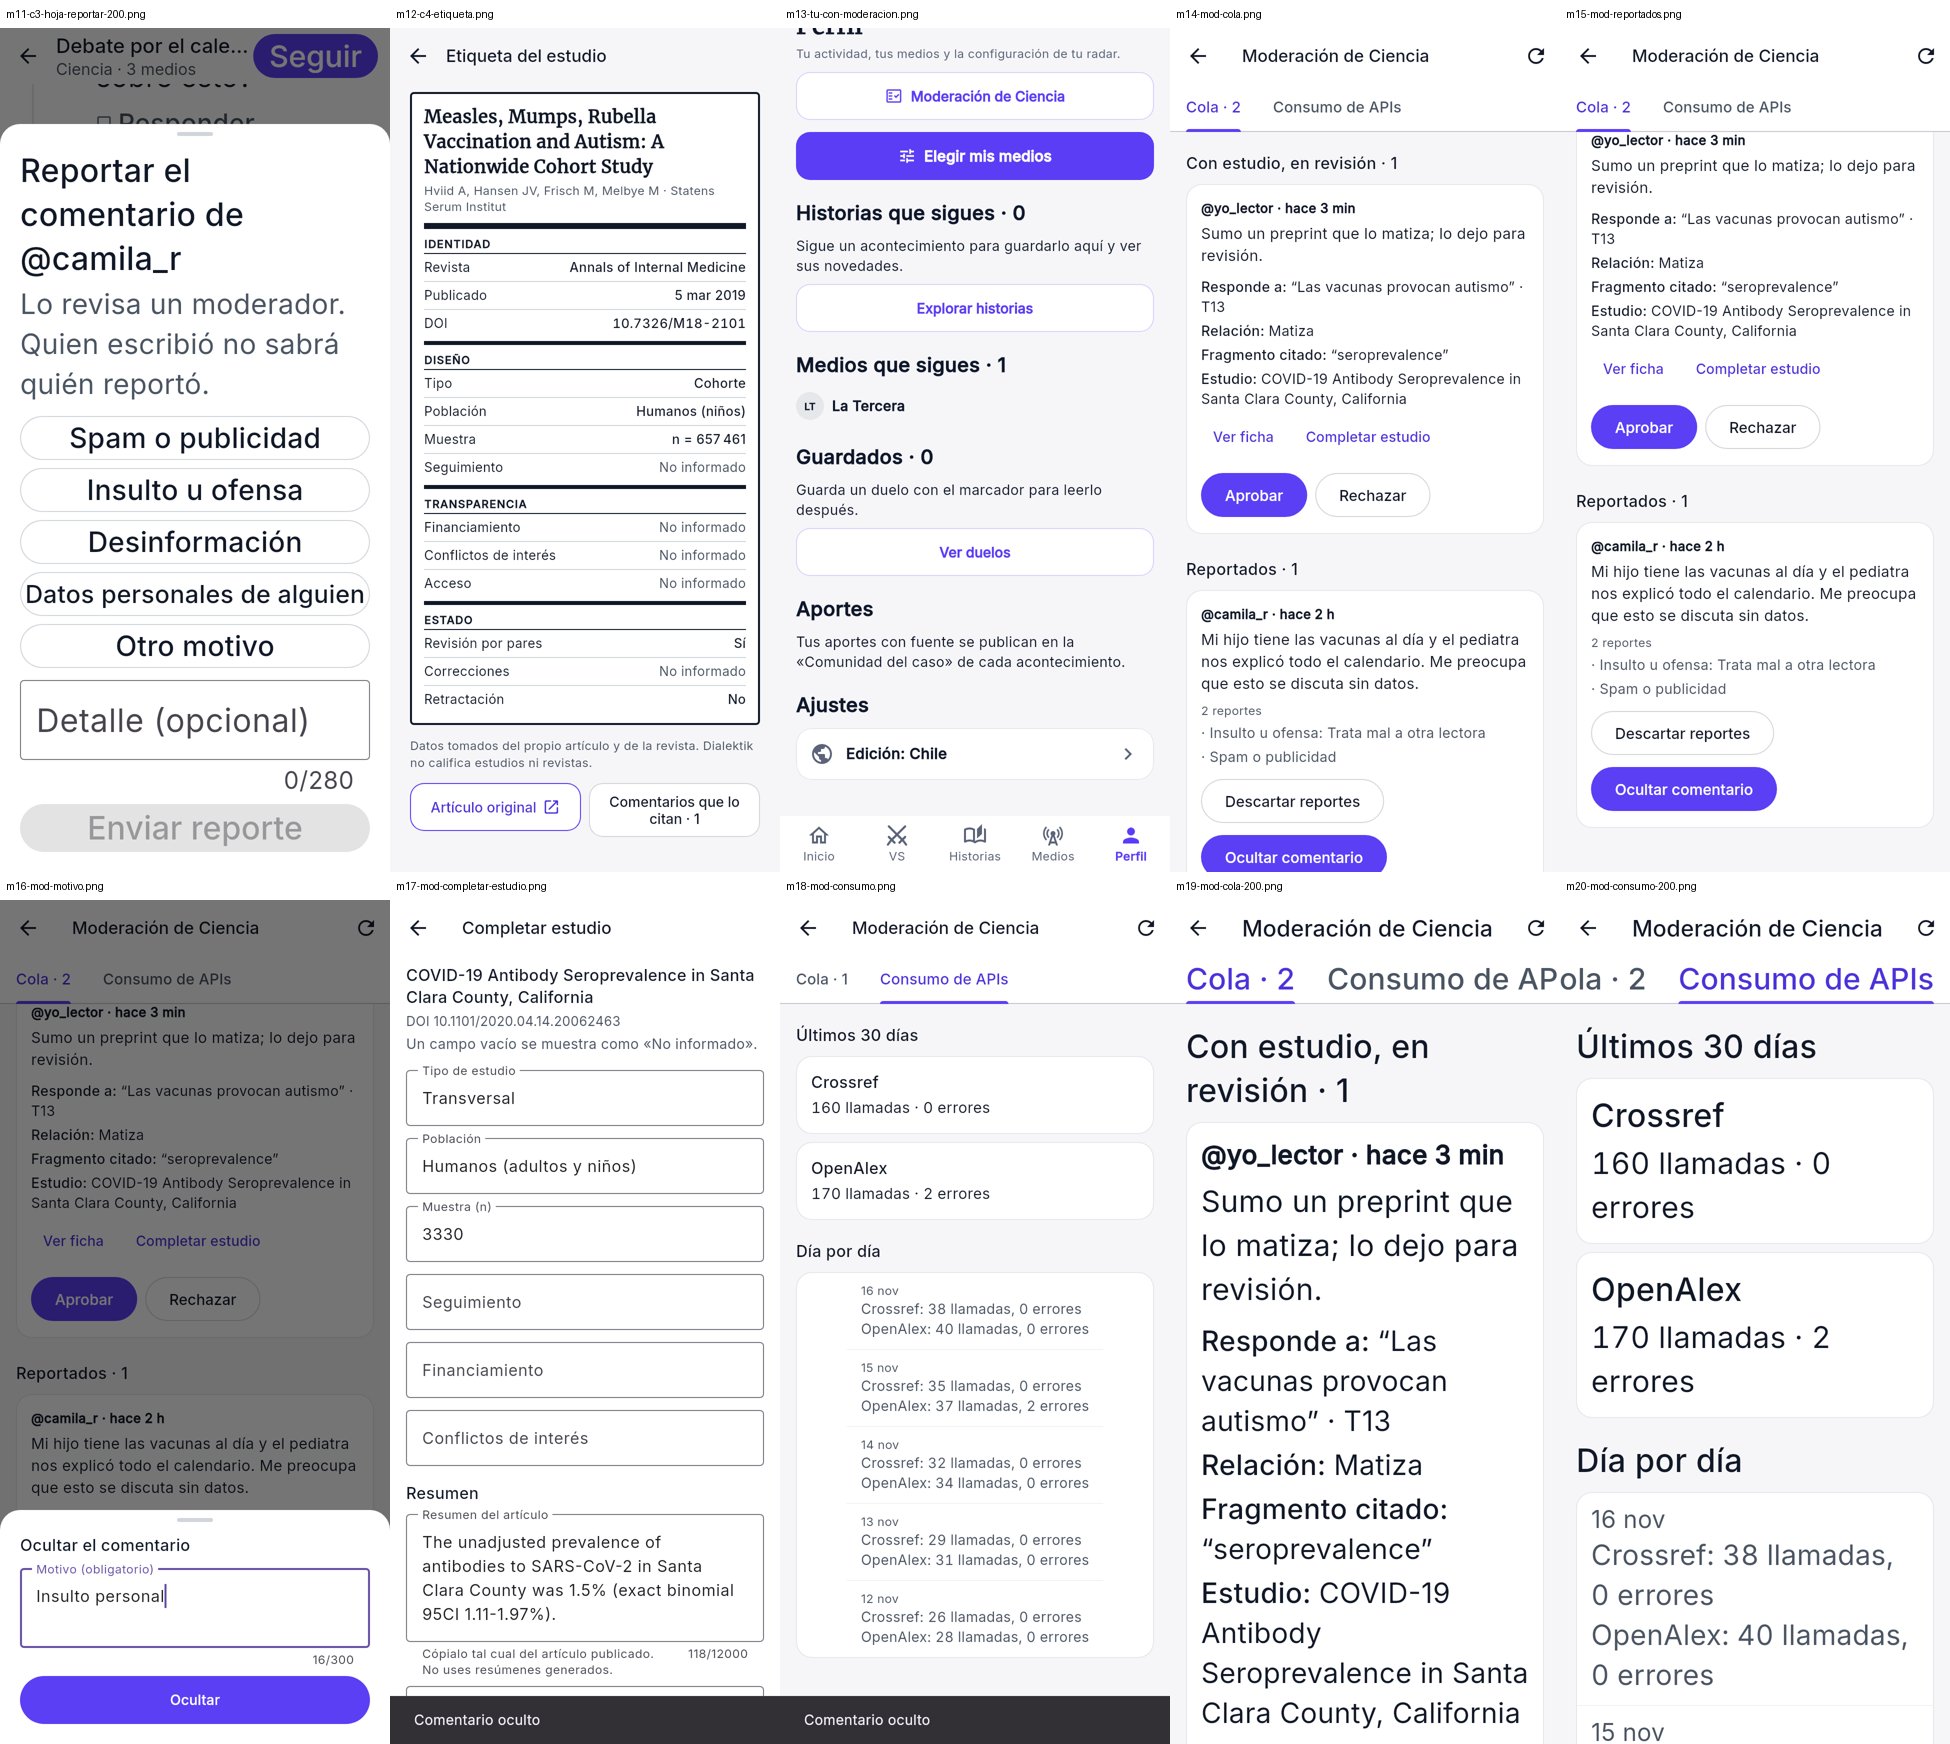 m11-c3-hoja-reportar-200.png
Debate por el cale...
Ciencia · 3 medios
Seguir
Responder
Reportar el
comentario de
@camila_r
Lo revisa un moderador.
Quien escribió no sabrá
quién reportó.
Spam o publicidad
Insulto u ofensa
Desinformación
Datos personales de alguien
Otro motivo
Detalle (opcional)
0/280
Enviar reporte
m12-c4-etiqueta.png
Etiqueta del estudio
Measles, Mumps, Rubella
Vaccination and Autism: A
Nationwide Cohort Study
Hviid A, Hansen JV, Frisch M, Melbye M · Statens
Serum Institut
IDENTIDAD
Revista Annals of Internal Medicine
Publicado 5 mar 2019
DOI 10.7326/M18-2101
DISEÑO
Tipo Cohorte
Población Humanos (niños)
Muestra n = 657 461
Seguimiento No informado
TRANSPARENCIA
Financiamiento No informado
Conflictos de interés No informado
Acceso No informado
ESTADO
Revisión por pares Sí
Correcciones No informado
Retractación No
Datos tomados del propio artículo y de la revista. Dialektik
no califica estudios ni revistas.
Artículo original
Comentarios que lo
citan · 1
m13-tu-con-moderacion.png
Perfil
Tu actividad, tus medios y la configuración de tu radar.
Moderación de Ciencia
Elegir mis medios
Historias que sigues · 0
Sigue un acontecimiento para guardarlo aquí y ver
sus novedades.
Explorar historias
Medios que sigues · 1
LT La Tercera
Guardados · 0
Guarda un duelo con el marcador para leerlo
después.
Ver duelos
Aportes
Tus aportes con fuente se publican en la
«Comunidad del caso» de cada acontecimiento.
Ajustes
Edición: Chile
Inicio VS Historias Medios Perfil
m14-mod-cola.png
Moderación de Ciencia
Cola · 2 Consumo de APIs
Con estudio, en revisión · 1
@yo_lector · hace 3 min
Sumo un preprint que lo matiza; lo dejo para
revisión.
Responde a: “Las vacunas provocan autismo” ·
T13
Relación: Matiza
Fragmento citado: “seroprevalence”
Estudio: COVID-19 Antibody Seroprevalence in
Santa Clara County, California
Ver ficha Completar estudio
Aprobar Rechazar
Reportados · 1
@camila_r · hace 2 h
Mi hijo tiene las vacunas al día y el pediatra
nos explicó todo el calendario. Me preocupa
que esto se discuta sin datos.
2 reportes
· Insulto u ofensa: Trata mal a otra lectora
· Spam o publicidad
Descartar reportes
Ocultar comentario
m15-mod-reportados.png
Moderación de Ciencia
Cola · 2 Consumo de APIs
@yo_lector · hace 3 min
Sumo un preprint que lo matiza; lo dejo para
revisión.
Responde a: “Las vacunas provocan autismo” ·
T13
Relación: Matiza
Fragmento citado: “seroprevalence”
Estudio: COVID-19 Antibody Seroprevalence in
Santa Clara County, California
Ver ficha Completar estudio
Aprobar Rechazar
Reportados · 1
@camila_r · hace 2 h
Mi hijo tiene las vacunas al día y el pediatra
nos explicó todo el calendario. Me preocupa
que esto se discuta sin datos.
2 reportes
· Insulto u ofensa: Trata mal a otra lectora
· Spam o publicidad
Descartar reportes
Ocultar comentario
m16-mod-motivo.png
Moderación de Ciencia
Cola · 2 Consumo de APIs
@yo_lector · hace 3 min
Sumo un preprint que lo matiza; lo dejo para
revisión.
Responde a: “Las vacunas provocan autismo” ·
T13
Relación: Matiza
Fragmento citado: “seroprevalence”
Estudio: COVID-19 Antibody Seroprevalence in
Santa Clara County, California
Ver ficha Completar estudio
Aprobar Rechazar
Reportados · 1
@camila_r · hace 2 h
Mi hijo tiene las vacunas al día y el pediatra
nos explicó todo el calendario. Me preocupa
que esto se discuta sin datos.
Ocultar el comentario
Motivo (obligatorio)
Insulto personal
16/300
Ocultar
m17-mod-completar-estudio.png
Completar estudio
COVID-19 Antibody Seroprevalence in Santa
Clara County, California
DOI 10.1101/2020.04.14.20062463
Un campo vacío se muestra como «No informado».
Tipo de estudio
Transversal
Población
Humanos (adultos y niños)
Muestra (n)
3330
Seguimiento
Financiamiento
Conflictos de interés
Resumen
Resumen del artículo
The unadjusted prevalence of
antibodies to SARS-CoV-2 in Santa
Clara County was 1.5% (exact binomial
95CI 1.11-1.97%).
Cópialo tal cual del artículo publicado. 118/12000
No uses resúmenes generados.
Comentario oculto
m18-mod-consumo.png
Moderación de Ciencia
Cola · 1 Consumo de APIs
Últimos 30 días
Crossref
160 llamadas · 0 errores
OpenAlex
170 llamadas · 2 errores
Día por día
16 nov
Crossref: 38 llamadas, 0 errores
OpenAlex: 40 llamadas, 0 errores
15 nov
Crossref: 35 llamadas, 0 errores
OpenAlex: 37 llamadas, 2 errores
14 nov
Crossref: 32 llamadas, 0 errores
OpenAlex: 34 llamadas, 0 errores
13 nov
Crossref: 29 llamadas, 0 errores
OpenAlex: 31 llamadas, 0 errores
12 nov
Crossref: 26 llamadas, 0 errores
OpenAlex: 28 llamadas, 0 errores
Comentario oculto
m19-mod-cola-200.png
Moderación de Ciencia
Cola · 2 Consumo de AP
Con estudio, en
revisión · 1
@yo_lector · hace 3 min
Sumo un preprint que
lo matiza; lo dejo para
revisión.
Responde a: “Las
vacunas provocan
autismo” · T13
Relación: Matiza
Fragmento citado:
“seroprevalence”
Estudio: COVID-19
Antibody
Seroprevalence in Santa
Clara County, California
m20-mod-consumo-200.png
Moderación de Ciencia
ola · 2 Consumo de APIs
Últimos 30 días
Crossref
160 llamadas · 0
errores
OpenAlex
170 llamadas · 2
errores
Día por día
16 nov
Crossref: 38 llamadas,
0 errores
OpenAlex: 40 llamadas,
0 errores
15 nov